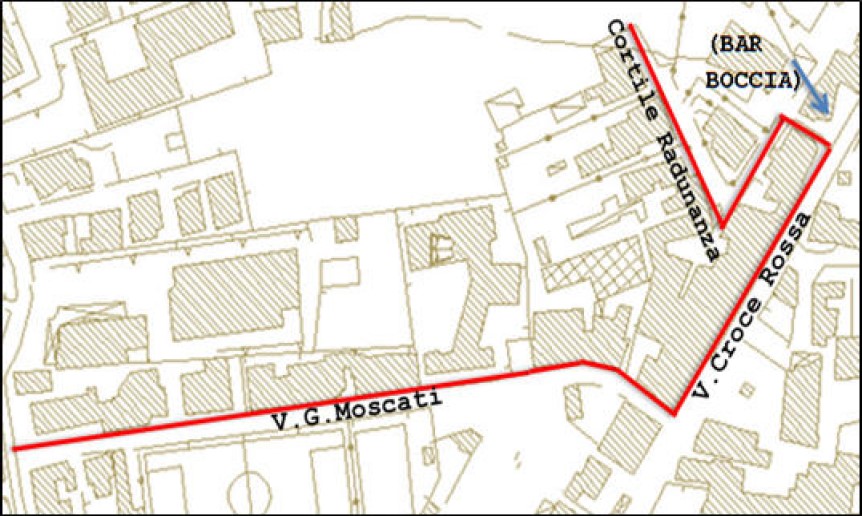 (BAR
BOCCIA)
Cortile Radunanza
V.Croce Rossa
V.G.Moscati